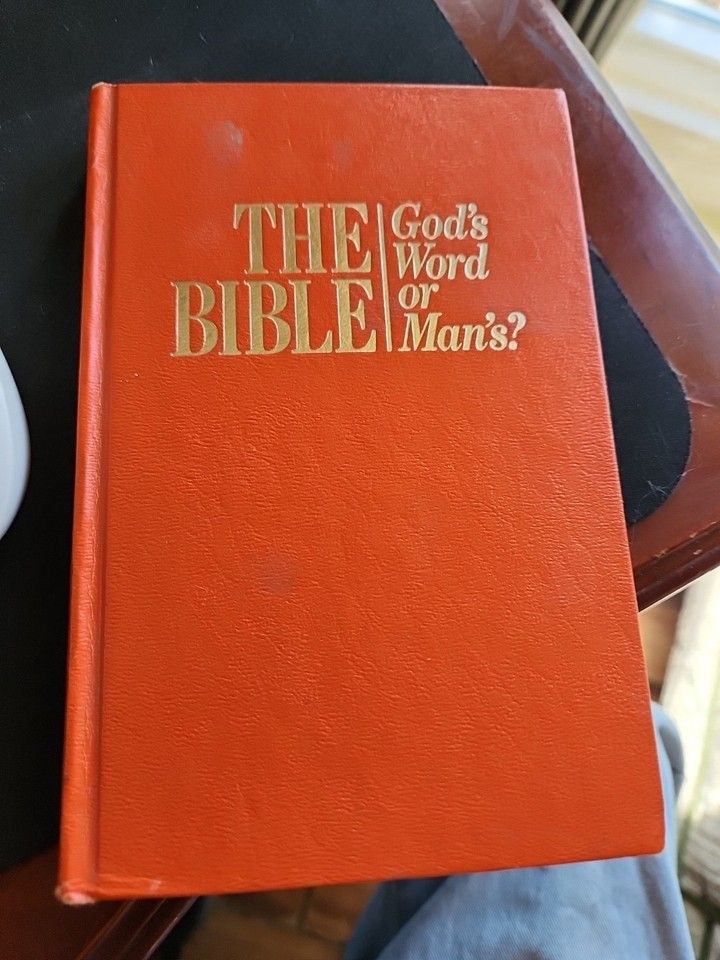 THE
BIBLE
God's
Word
or
Man's?